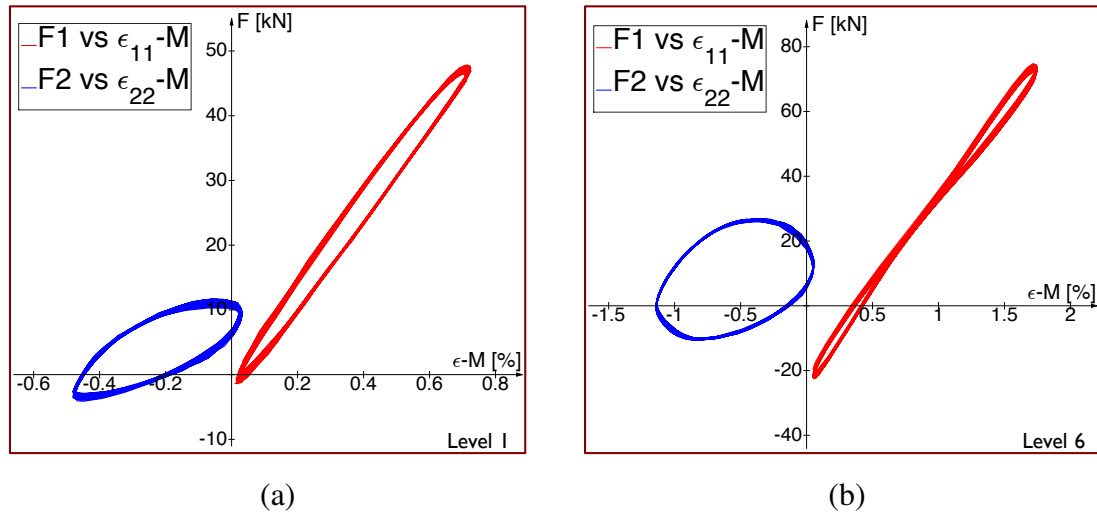 F [kN]
F1 vs ϵ11-M
F2 vs ϵ22-M
50
40
30
20
10
ϵ-M [%]
-0.6 -0.4 -0.2 0.2 0.4 0.6 0.8
-10
Level 1
(a)
F [kN]
F1 vs ϵ11-M
F2 vs ϵ22-M
80
60
40
20
ϵ-M [%]
-1.5 -1 -0.5 0.5 1 1.5 2
-20
-40
Level 6
(b)